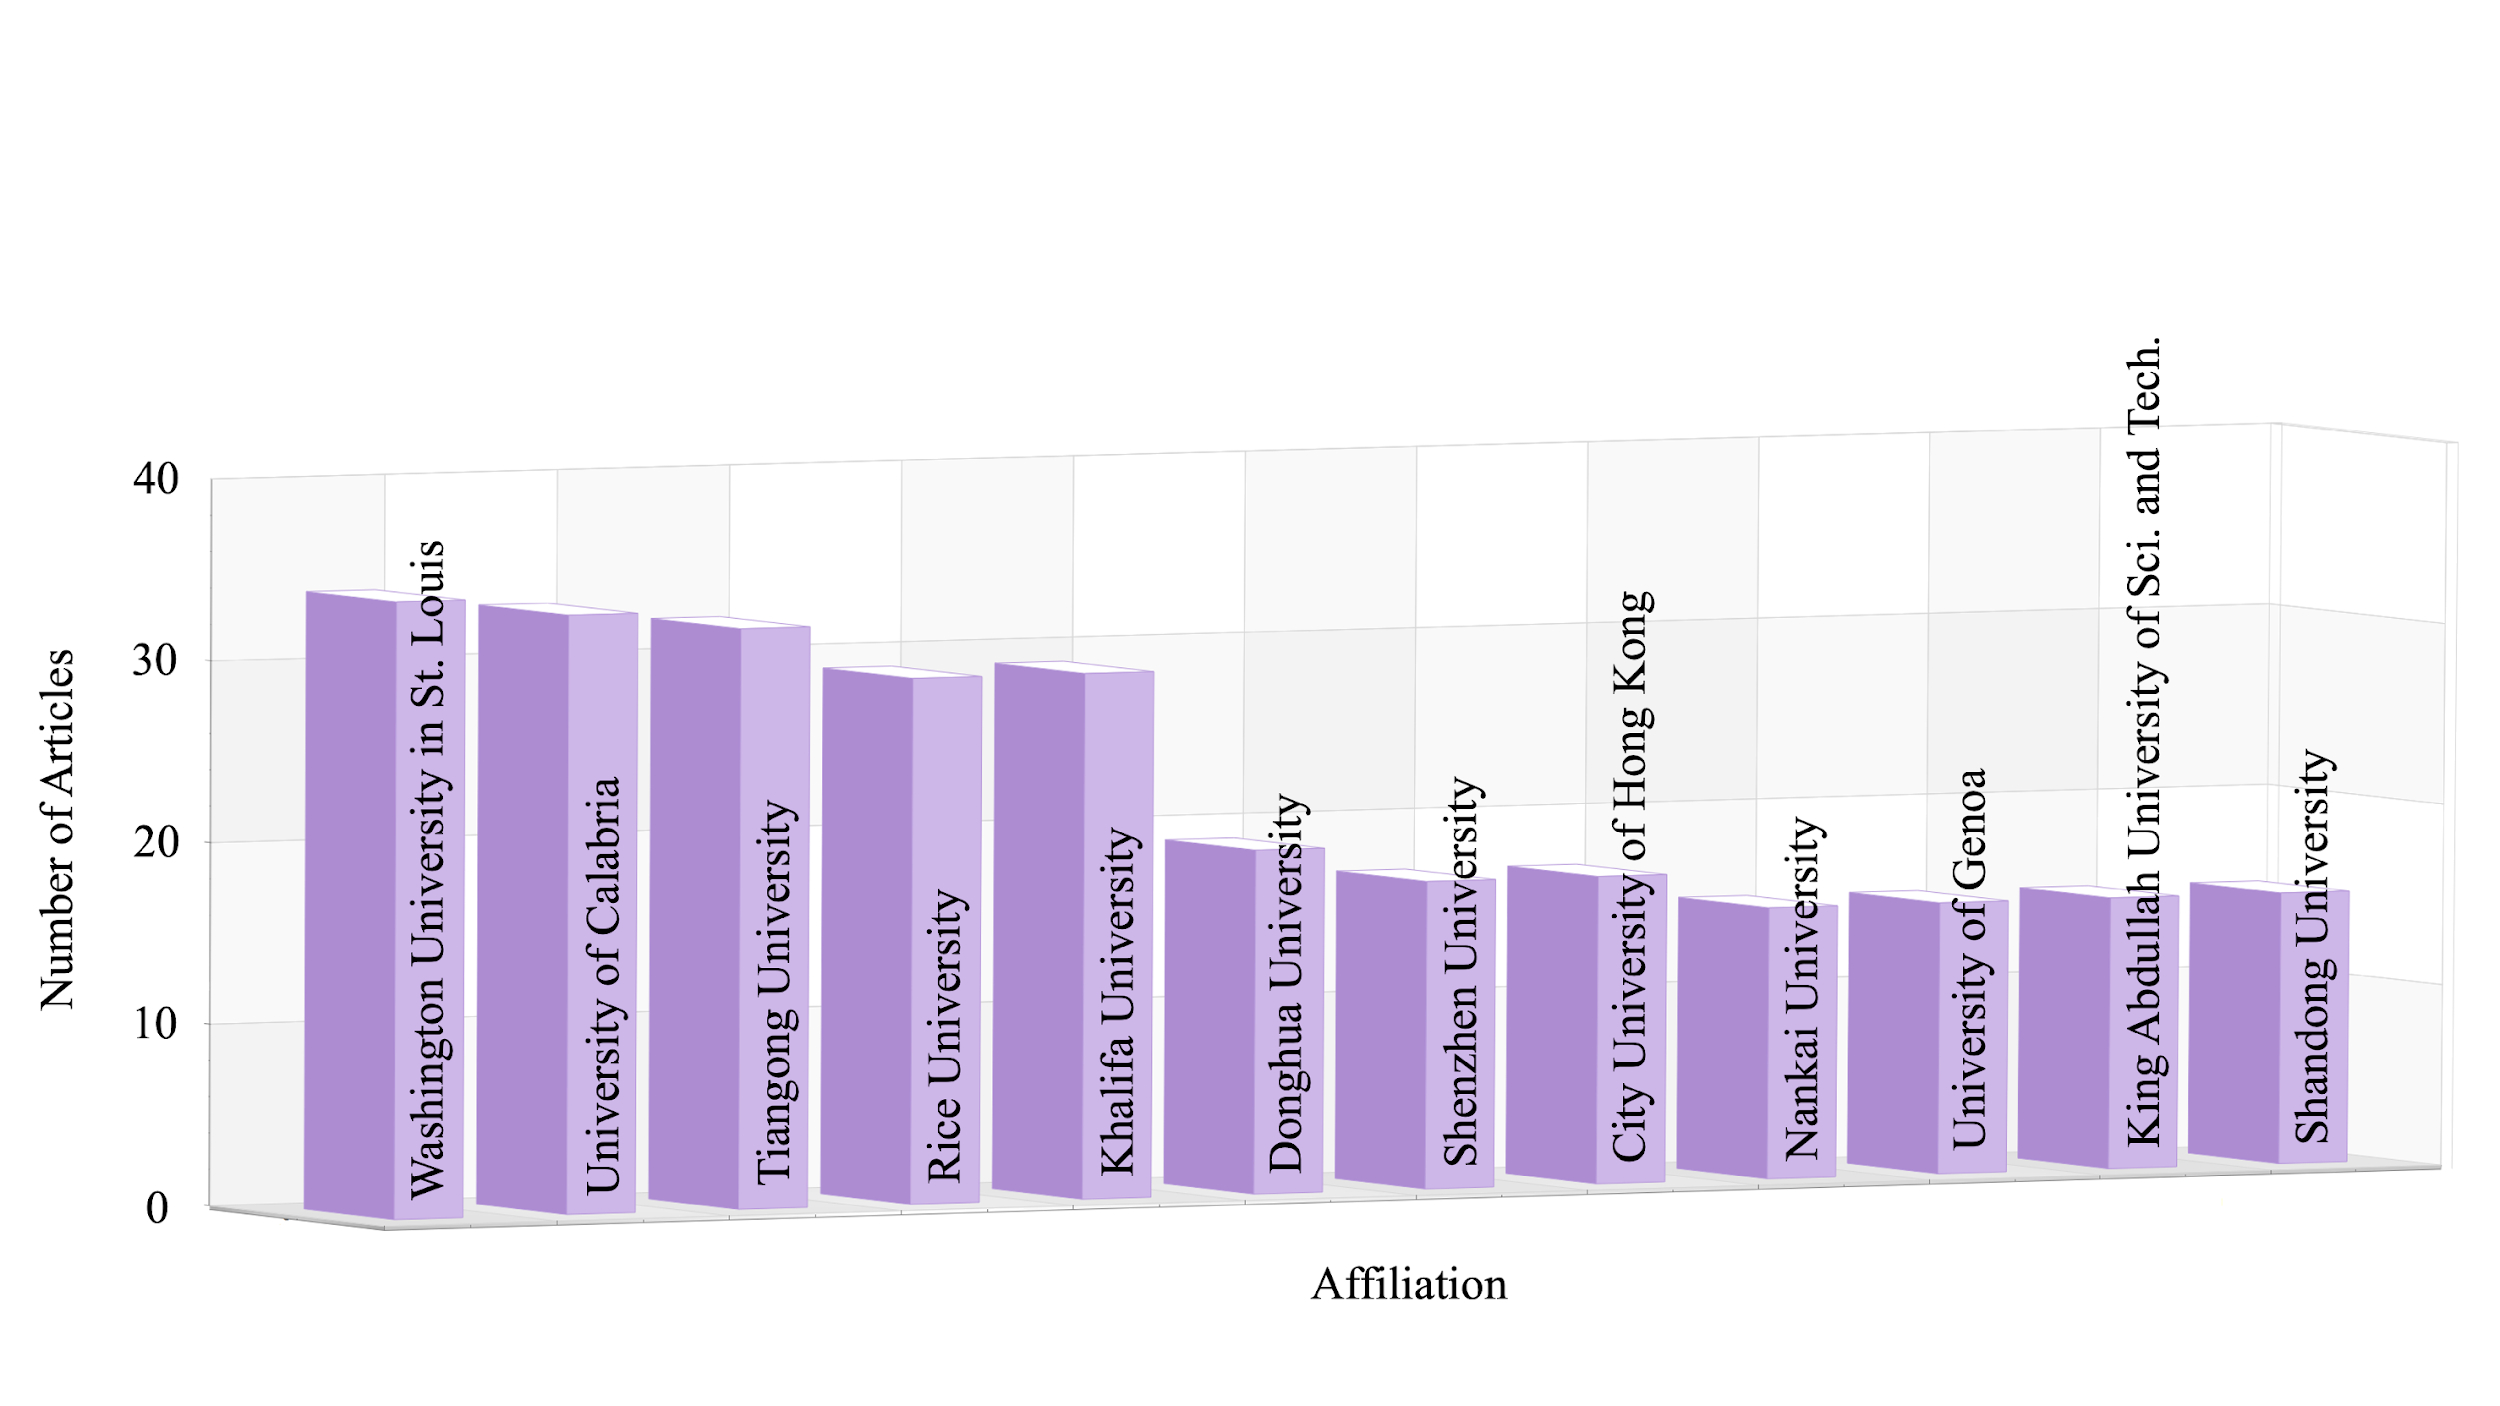 40
30
20
10
0
Number of Articles
Washington University in St. Louis
University of Calabria
Tiangong University
Rice University
Khalifa University
Donghua University
Shenzhen University
City University of Hong Kong
Nankai University
University of Genoa
King Abdullah University of Sci. and Tech.
Shandong University
Affiliation